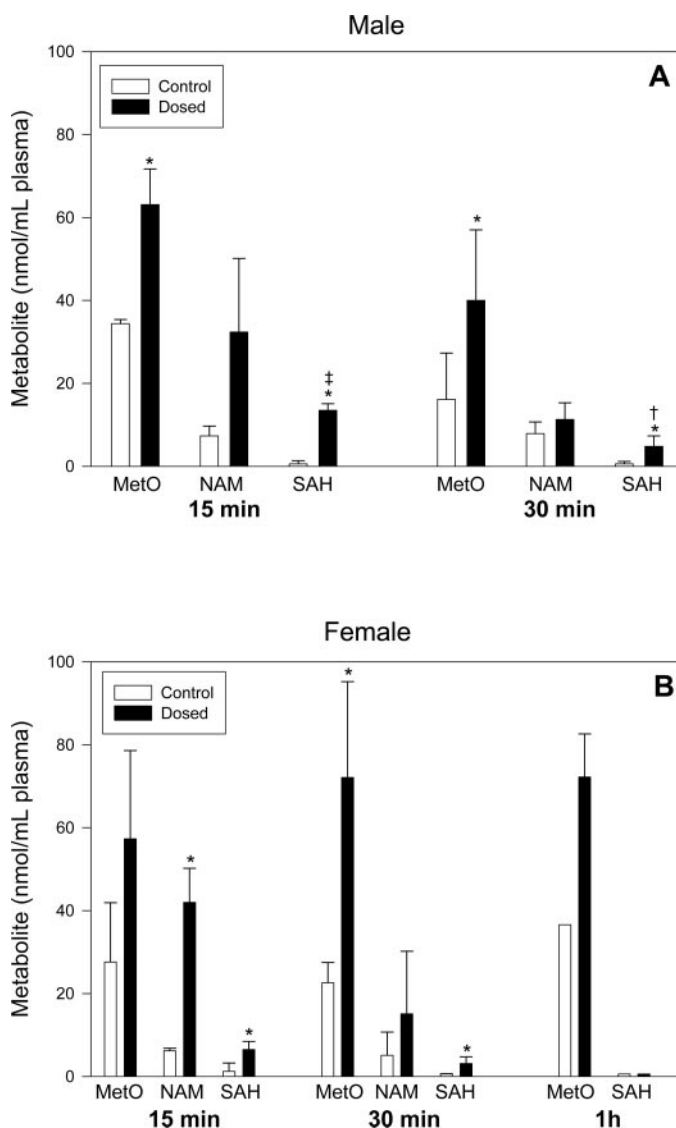 Male
A
Control
Dosed
Metabolite (nmol/mL plasma)
100
80
60
40
20
0
*
‡
*
*
†
*
MetO NAM SAH MetO NAM SAH
15 min 30 min
Female
B
Control
Dosed
Metabolite (nmol/mL plasma)
100
80
60
40
20
0
*
*
*
*
MetO NAM SAH MetO NAM SAH MetO SAH
15 min 30 min 1h